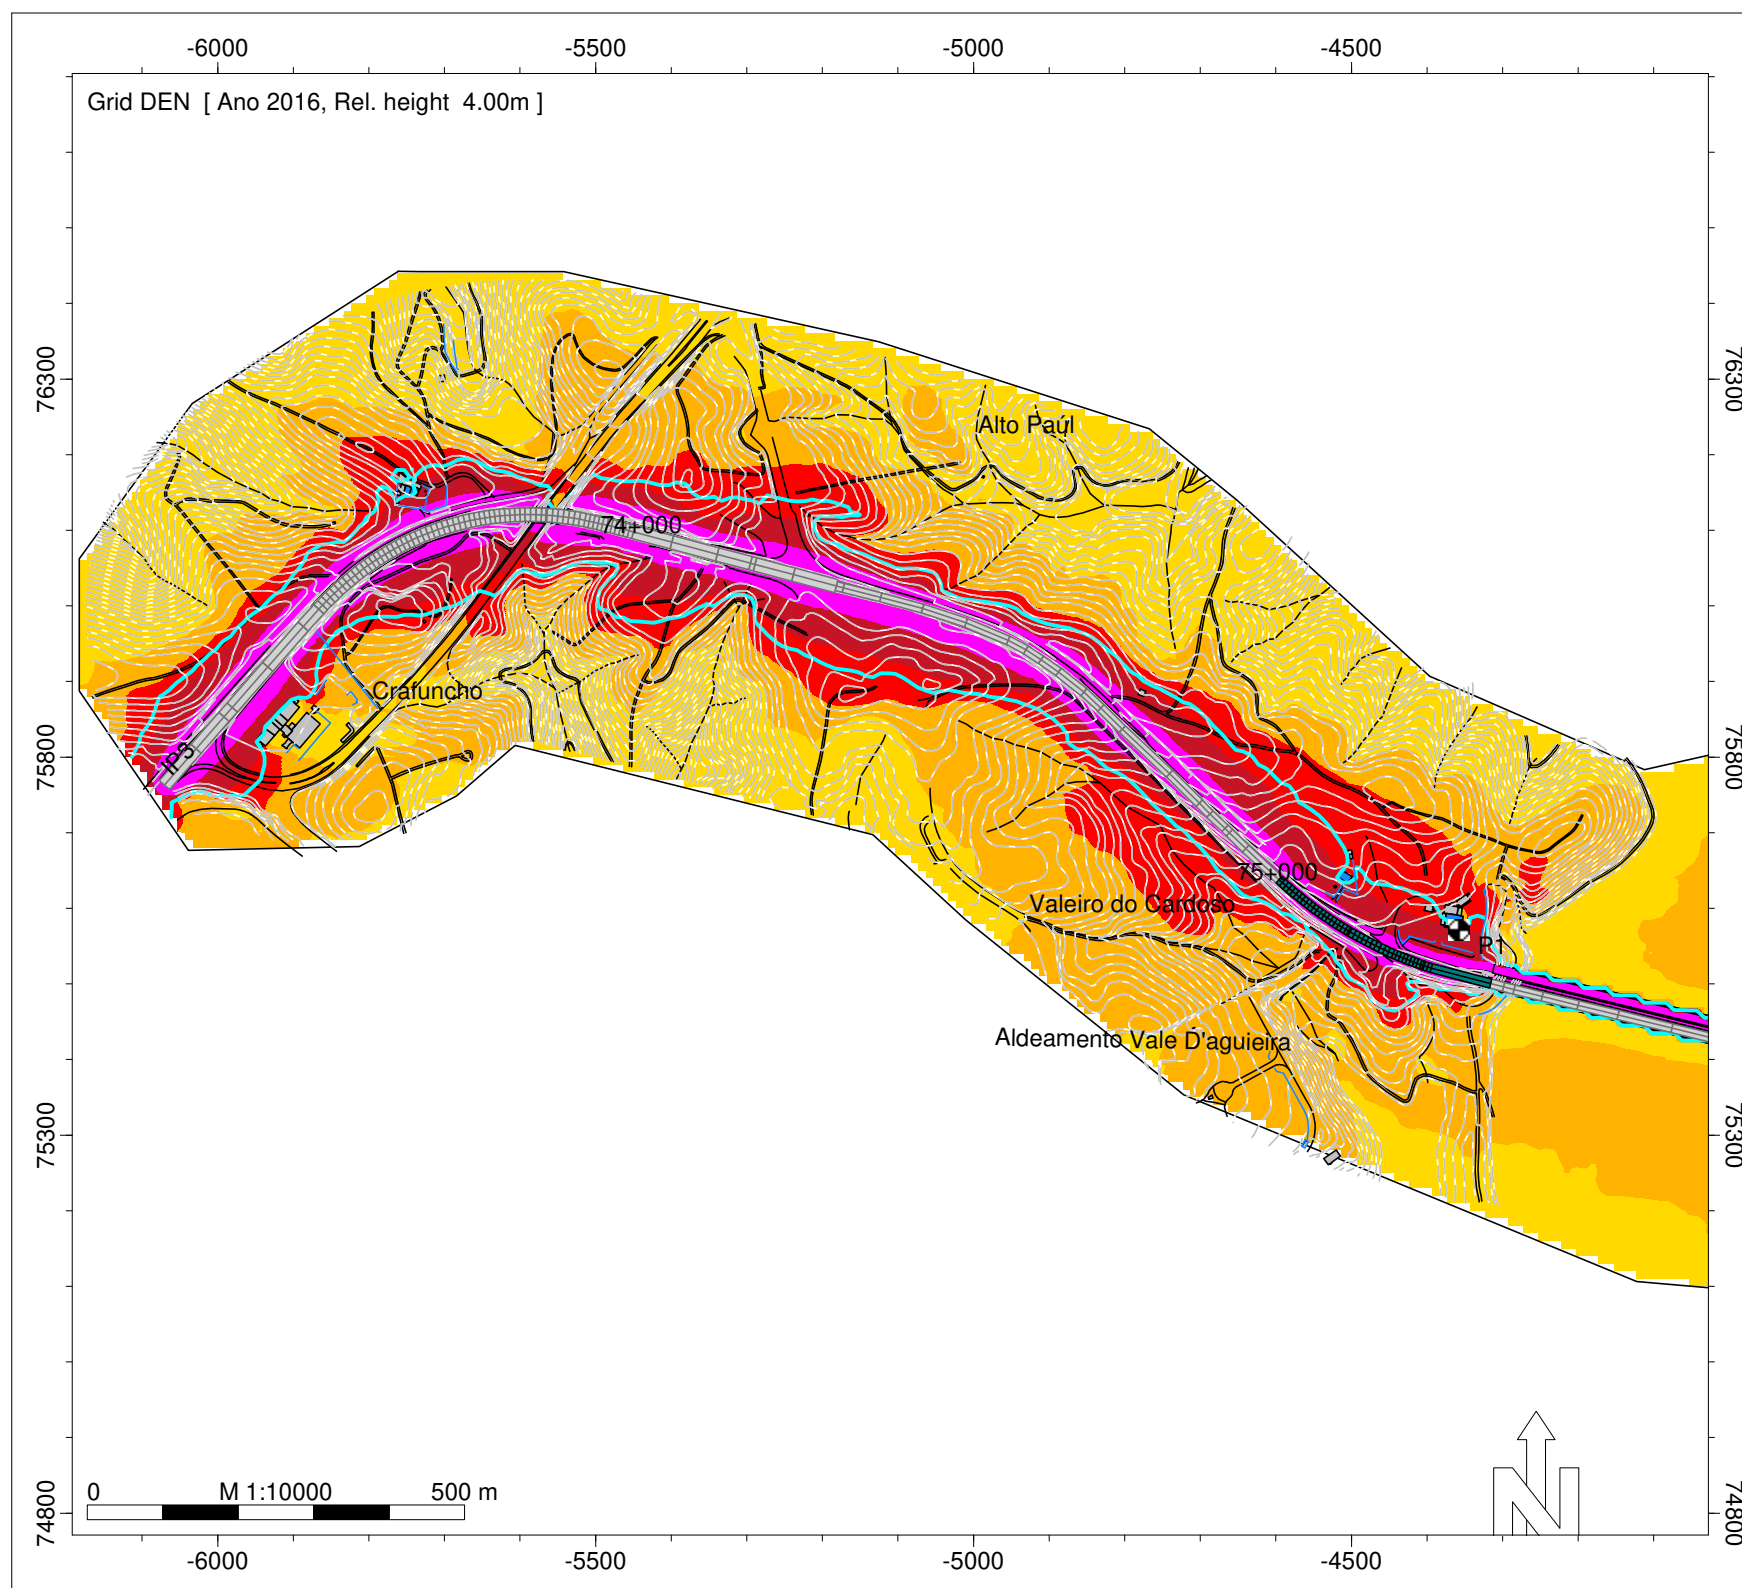 -6000 -5500 -5000 -4500
Grid DEN [ Ano 2016, Rel. height 4.00m ]
76300
76300
Alto Paúl
74+000
Crafuncho
IP3
75800
75800
75+000
Valeiro do Cardoso
P1
Aldeamento Vale D'aguieira
75300
75300
0 M 1:10000 500 m
N
74800
74800
-6000 -5500 -5000 -4500